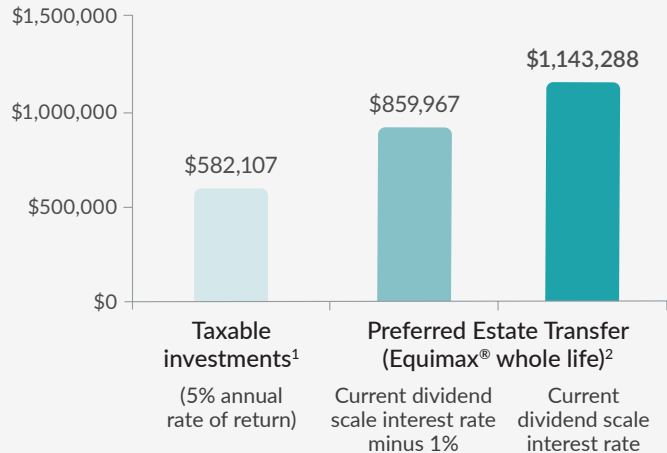 $1,500,000
$1,143,288
$1,000,000
$859,967
$582,107
$500,000
$0
Taxable
investments¹
(5% annual
rate of return)
Preferred Estate Transfer
(Equimax® whole life)²
Current dividend
scale interest rate
minus 1%
Current
dividend scale
interest rate